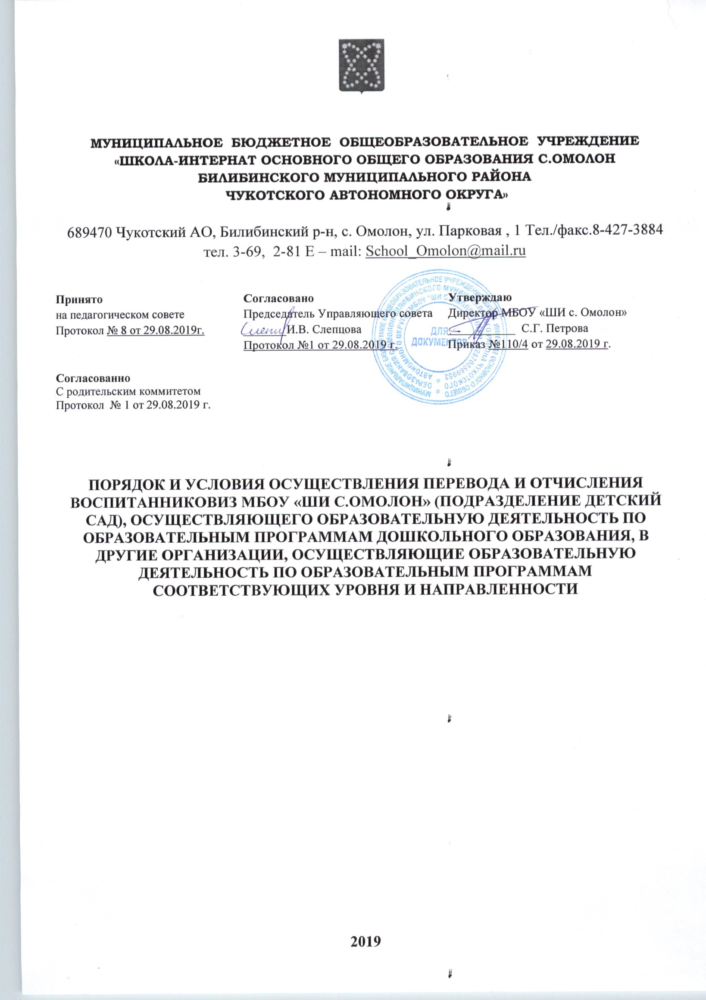 МУНИЦИПАЛЬНОЕ БЮДЖЕТНОЕ ОБЩЕОБРАЗОВАТЕЛЬНОЕ УЧРЕЖДЕНИЕ
«ШКОЛА-ИНТЕРНАТ ОСНОВНОГО ОБЩЕГО ОБРАЗОВАНИЯ С.ОМОЛОН
БИЛИБИНСКОГО МУНИЦИПАЛЬНОГО РАЙОНА
ЧУКОТСКОГО АВТОНОМНОГО ОКРУГА»
689470 Чукотский АО, Билибинский р-н, с. Омолон, ул. Парковая , 1 Тел./факс.8-427-3884
тел. 3-69, 2-81 E – mail: School_Omolon@mail.ru
Принято
на педагогическом совете
Протокол № 8 от 29.08.2019г.
Согласовано
Председатель Управляющего совета
И.В. Слепцова
Протокол №1 от 29.08.2019 г.
Утверждаю
Директор МБОУ «ШИ с. Омолон»
С.Г. Петрова
Приказ №110/4 от 29.08.2019 г.
ДЛЯ
ДОКУМЕНТОВ
Согласованно
С родительским коммитетом
Протокол № 1 от 29.08.2019 г.
ПОРЯДОК И УСЛОВИЯ ОСУЩЕСТВЛЕНИЯ ПЕРЕВОДА И ОТЧИСЛЕНИЯ
ВОСПИТАННИКОВИЗ МБОУ «ШИ С.ОМОЛОН» (ПОДРАЗДЕЛЕНИЕ ДЕТСКИЙ
САД), ОСУЩЕСТВЛЯЮЩЕГО ОБРАЗОВАТЕЛЬНУЮ ДЕЯТЕЛЬНОСТЬ ПО
ОБРАЗОВАТЕЛЬНЫМ ПРОГРАММАМ ДОШКОЛЬНОГО ОБРАЗОВАНИЯ, В
ДРУГИЕ ОРГАНИЗАЦИИ, ОСУЩЕСТВЛЯЮЩИЕ ОБРАЗОВАТЕЛЬНУЮ
ДЕЯТЕЛЬНОСТЬ ПО ОБРАЗОВАТЕЛЬНЫМ ПРОГРАММАМ
СООТВЕТСТВУЮЩИХ УРОВНЯ И НАПРАВЛЕННОСТИ
2019